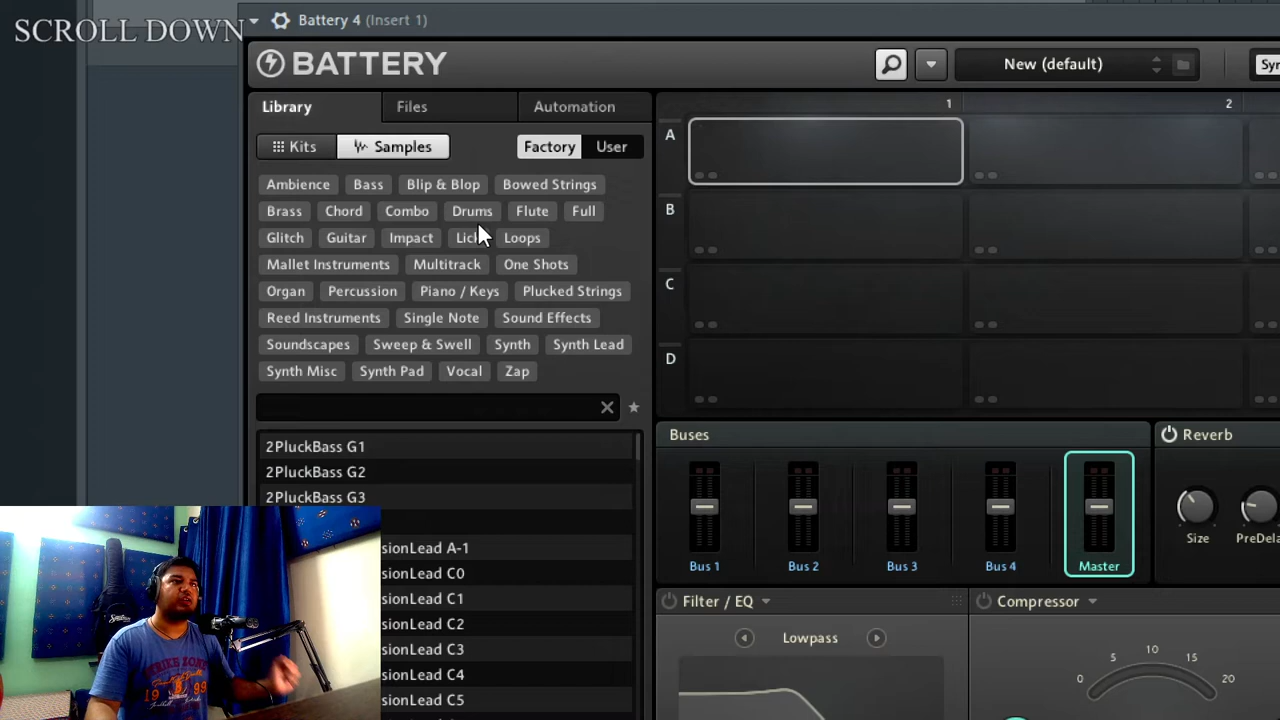 SCROLL DOWN
Battery 4 (Insert 1)
BATTERY
New (default)
Library
Files
Automation
1
2
Kits
Samples
Factory
User
A
Ambience
Bass
Blip & Blop
Bowed Strings
Brass
Chord
Combo
Drums
Flute
Full
B
Glitch
Guitar
Impact
Loops
Mallet Instruments
Multitrack
One Shots
C
Organ
Percussion
Piano / Keys
Plucked Strings
Reed Instruments
Single Note
Sound Effects
Soundscapes
Sweep & Swell
Synth
Synth Lead
D
Synth Misc
Synth Pad
Vocal
Zap
2PluckBass G1
2PluckBass G2
2PluckBass G3
sionLead A-1
sionLead C0
sionLead C1
sionLead C2
sionLead C3
sionLead C4
sionLead C5
Buses
Reverb
Bus 1
Bus 2
Bus 3
Bus 4
Master
Size
PreDela
Filter / EQ
Compressor
Lowpass
0
5
10
15
20
STRIKE ZONE
19
99